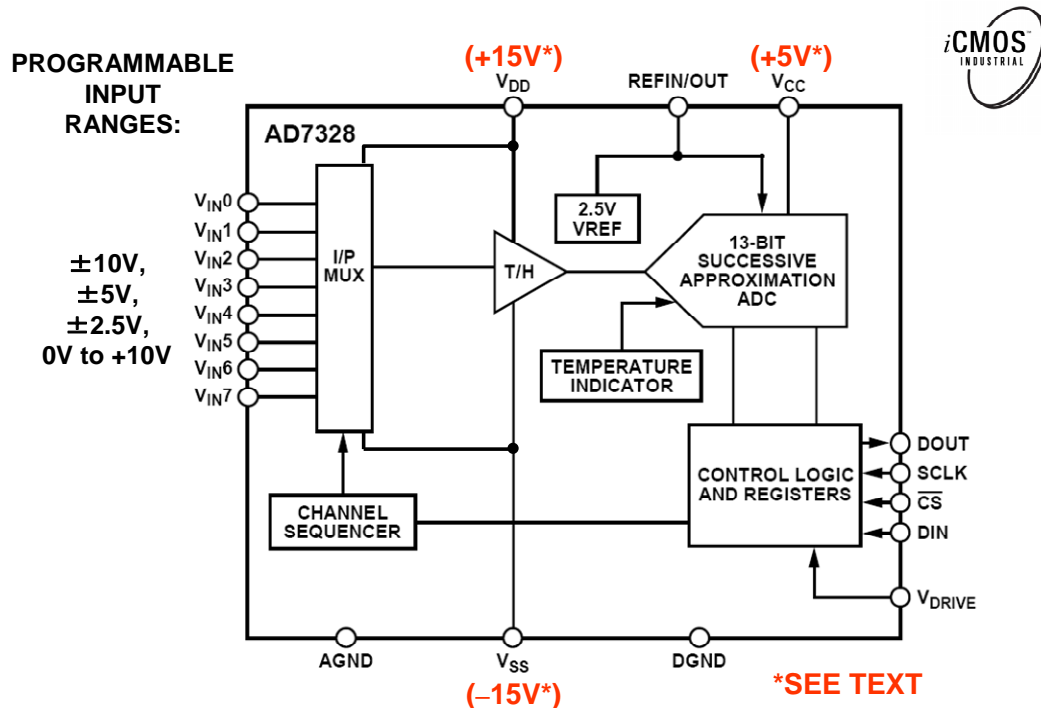 PROGRAMMABLE
INPUT
RANGES:
±10V,
±5V,
±2.5V,
0V to +10V
(+15V*)
VDD
REFIN/OUT
(+5V*)
VCC
iCMOS™
INDUSTRIAL
AD7328
VIN0
VIN1
VIN2
VIN3
VIN4
VIN5
VIN6
VIN7
I/P
MUX
T/H
2.5V
VREF
13-BIT
SUCCESSIVE
APPROXIMATION
ADC
TEMPERATURE
INDICATOR
CHANNEL
SEQUENCER
CONTROL LOGIC
AND REGISTERS
DOUT
SCLK
C̅S̅
DIN
VDRIVE
AGND
VSS
(–15V*)
DGND
*SEE TEXT